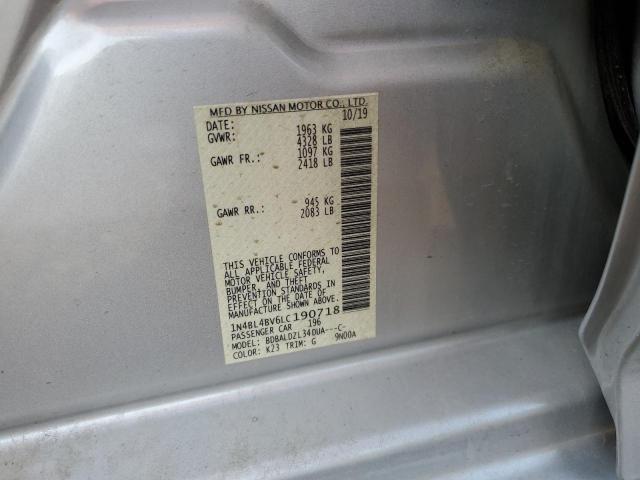 MFD BY NISSAN MOTOR CO., LTD.
DATE: 10/19
GVWR: 1963 KG
4328 LB
GAWR FR.: 1097 KG
2418 LB
GAWR RR.: 945 KG
2083 LB
THIS VEHICLE CONFORMS TO
ALL APPLICABLE FEDERAL
MOTOR VEHICLE SAFETY,
BUMPER, AND THEFT
PREVENTION STANDARDS
IN EFFECT ON THE DATE OF
MANUFACTURE SHOWN ABOVE.
1N4BL4BV6LC190718
PASSENGER CAR 196
MODEL: BDBALDZL34DUA---C-
COLOR: K23 TRIM: G 9N00A